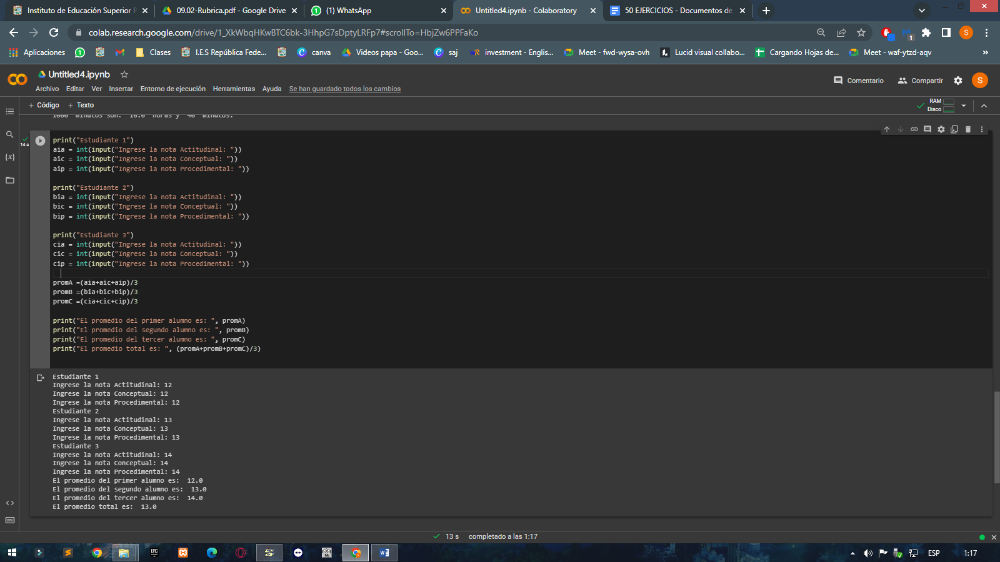 Instituto de Educación Superior P
09.02-Rubrica.pdf - Google Drive
(1) WhatsApp
Untitled4.ipynb - Colaboratory
50 EJERCICIOS - Documentos de
colab.research.google.com/drive/1_XkWbqHKwBTC6bk-3HhpG7sDptyLRFp7#scrollTo=HbjZw6PPFaKo
1
S
Aplicaciones
Clases
I.E.S República Fede...
canva
Videos papa - Goo...
saj
investment - Englis...
Meet - fwd-wysa-ovh
Lucid visual collabo...
Cargando Hojas de...
Meet - waf-ytzd-aqv
»
Untitled4.ipynb
Comentario
Compartir
S
Archivo Editar Ver Insertar Entorno de ejecución Herramientas Ayuda Se han guardado todos los cambios
+ Código + Texto
RAM
Disco
1000 minutos son: 16.0 horas y 40 minutos.
14 s
print("Estudiante 1")
aia = int(input("Ingrese la nota Actitudinal: "))
aic = int(input("Ingrese la nota Conceptual: "))
aip = int(input("Ingrese la nota Procedimental: "))
print("Estudiante 2")
bia = int(input("Ingrese la nota Actitudinal: "))
bic = int(input("Ingrese la nota Conceptual: "))
bip = int(input("Ingrese la nota Procedimental: "))
print("Estudiante 3")
cia = int(input("Ingrese la nota Actitudinal: "))
cic = int(input("Ingrese la nota Conceptual: "))
cip = int(input("Ingrese la nota Procedimental: "))
promA =(aia+aic+aip)/3
promB =(bia+bic+bip)/3
promC =(cia+cic+cip)/3
print("El promedio del primer alumno es: ", promA)
print("El promedio del segundo alumno es: ", promB)
print("El promedio del tercer alumno es: ", promC)
print("El promedio total es: ", (promA+promB+promC)/3)
Estudiante 1
Ingrese la nota Actitudinal: 12
Ingrese la nota Conceptual: 12
Ingrese la nota Procedimental: 12
Estudiante 2
Ingrese la nota Actitudinal: 13
Ingrese la nota Conceptual: 13
Ingrese la nota Procedimental: 13
Estudiante 3
Ingrese la nota Actitudinal: 14
Ingrese la nota Conceptual: 14
Ingrese la nota Procedimental: 14
El promedio del primer alumno es:  12.0
El promedio del segundo alumno es:  13.0
El promedio del tercer alumno es:  14.0
El promedio total es:  13.0
13 s completado a las 1:17
ESP
1:17